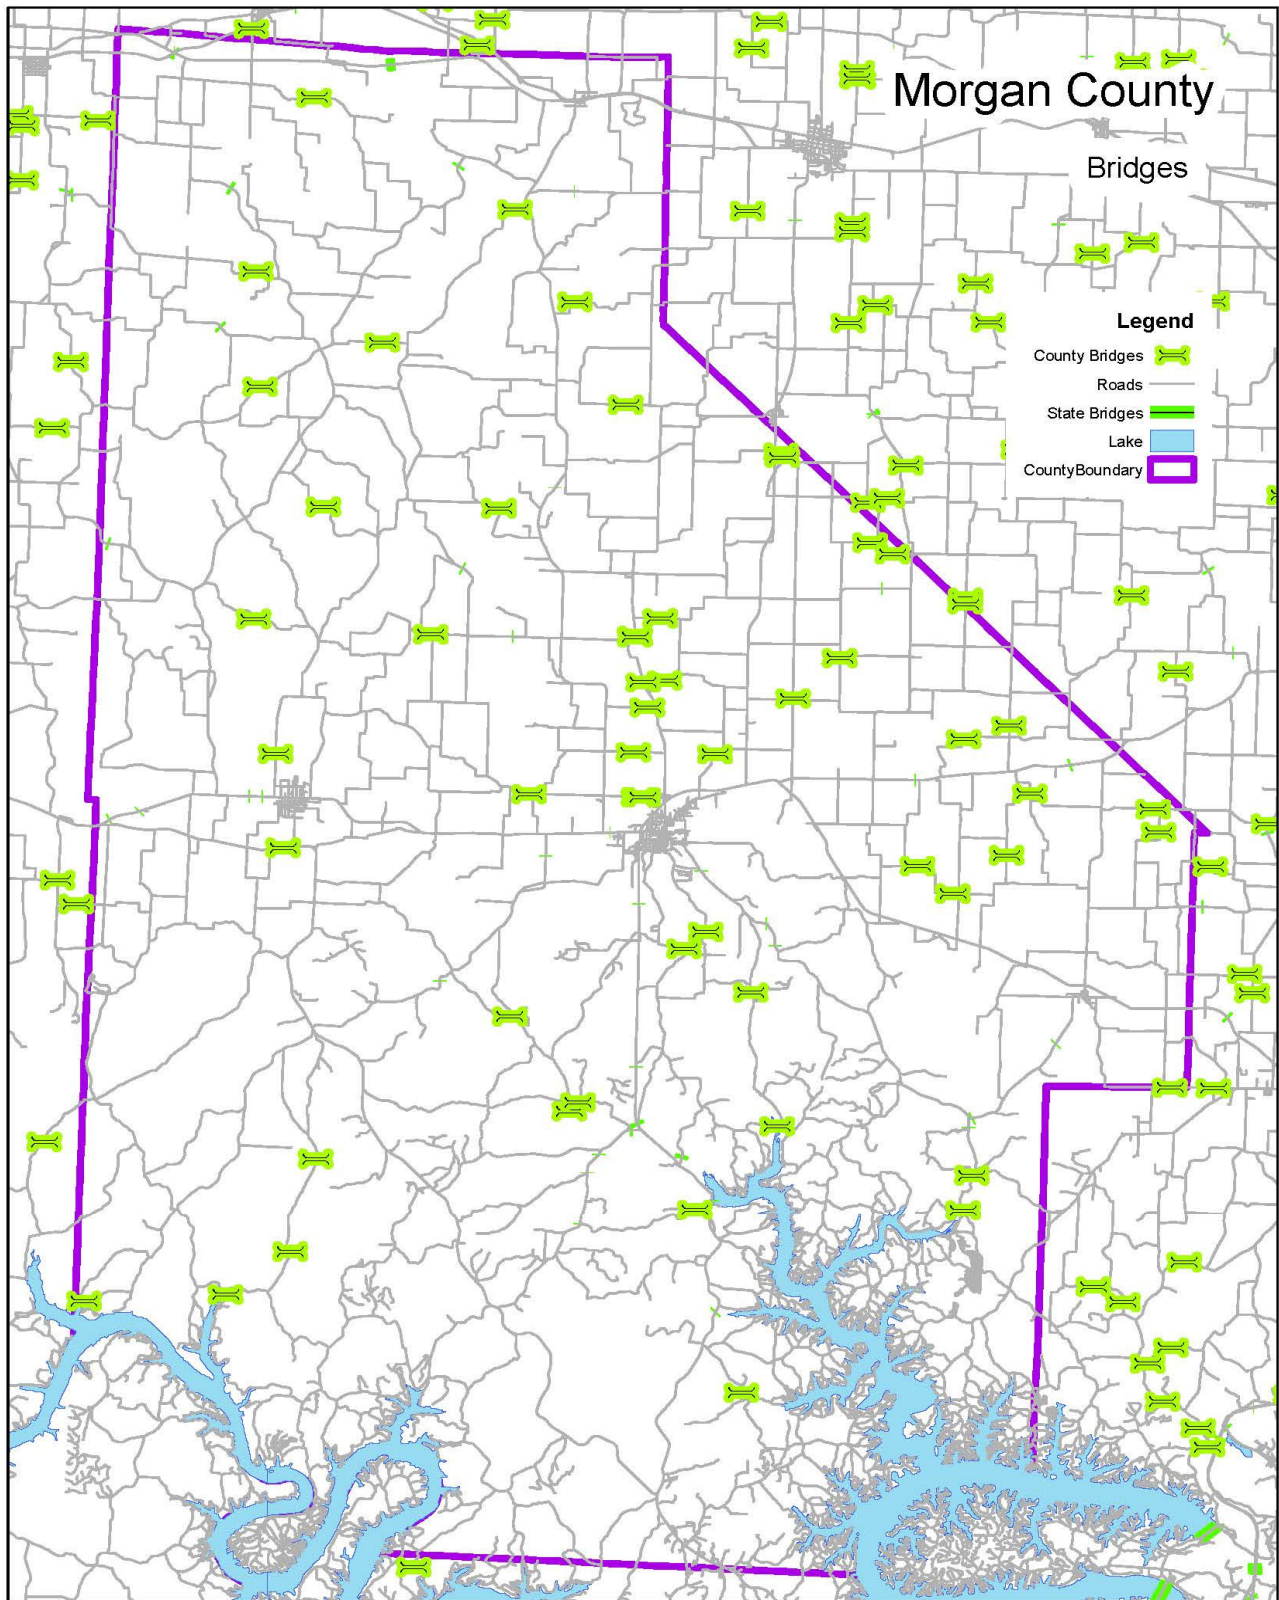 Morgan County
Bridges
Legend
County Bridges
Roads
State Bridges
Lake
CountyBoundary